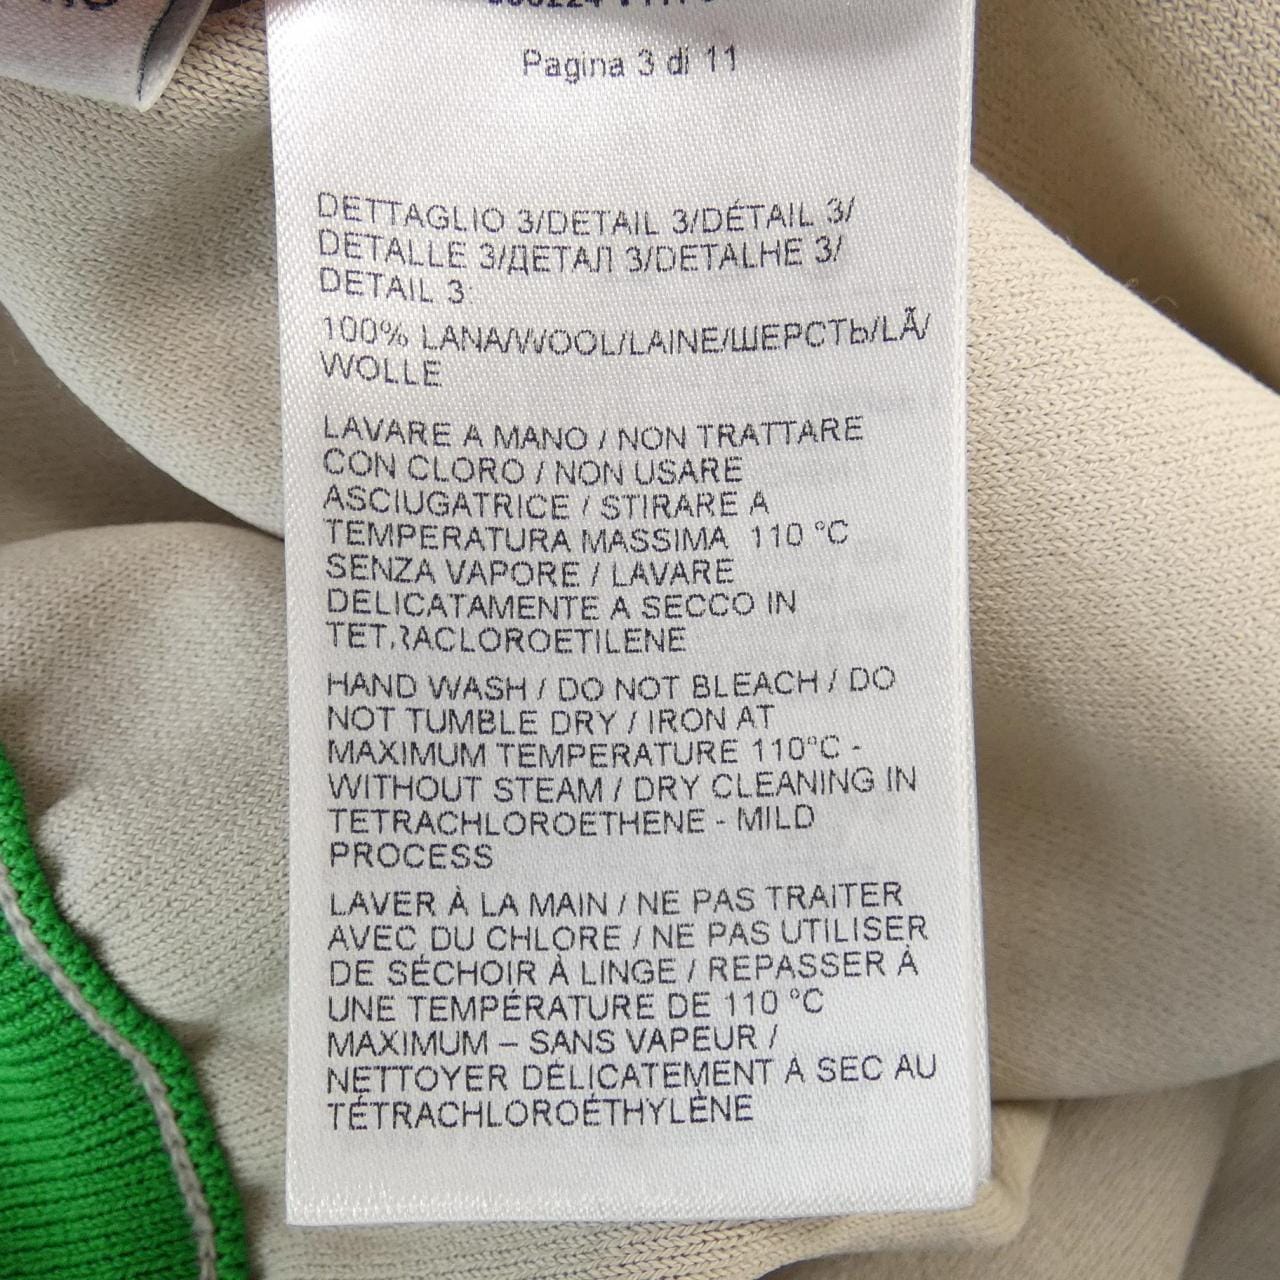 Pagina 3 di 11
DETTAGLIO 3/DETAIL 3/DÉTAIL 3/
DETALLE 3/ДЕТАЛ 3/DETALHE 3/
DETAIL 3
100% LANA/WOOL/LAINE/ШЕРСТЬ/LÃ/
WOLLE
LAVARE A MANO / NON TRATTARE
CON CLORO / NON USARE
ASCIUGATRICE / STIRARE A
TEMPERATURA MASSIMA 110 °C
SENZA VAPORE / LAVARE
DELICATAMENTE A SECCO IN
TETRACLOROETILENE
HAND WASH / DO NOT BLEACH / DO
NOT TUMBLE DRY / IRON AT
MAXIMUM TEMPERATURE 110°C -
WITHOUT STEAM / DRY CLEANING IN
TETRACHLOROETHENE - MILD
PROCESS
LAVER À LA MAIN / NE PAS TRAITER
AVEC DU CHLORE / NE PAS UTILISER
DE SÉCHOIR À LINGE / REPASSER À
UNE TEMPÉRATURE DE 110 °C
MAXIMUM – SANS VAPEUR /
NETTOYER DÉLICATEMENT À SEC AU
TÉTRACHLOROÉTHYLÈNE